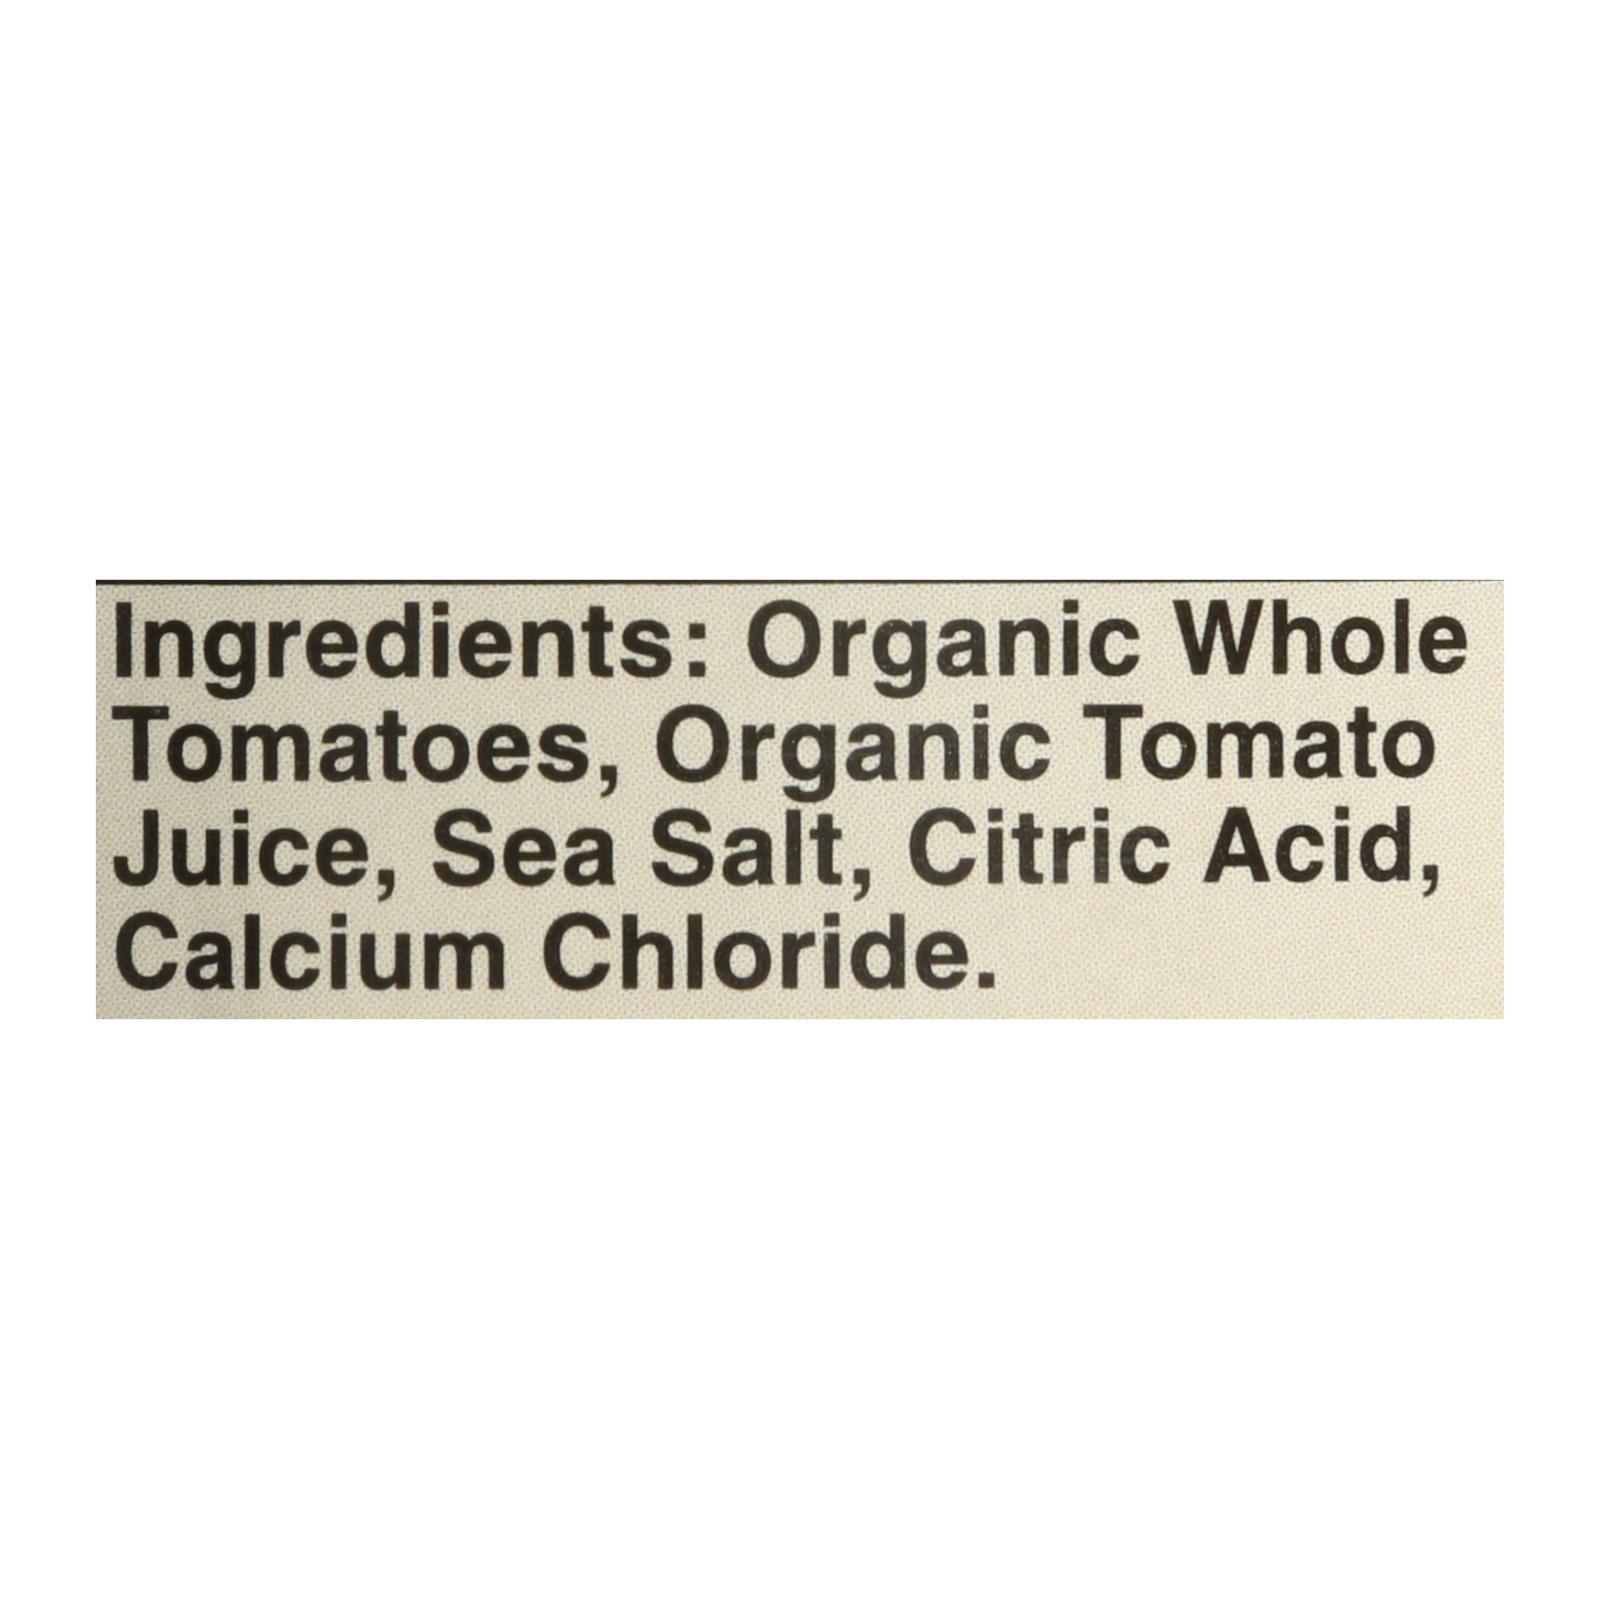 Ingredients: Organic Whole
Tomatoes, Organic Tomato
Juice, Sea Salt, Citric Acid,
Calcium Chloride.